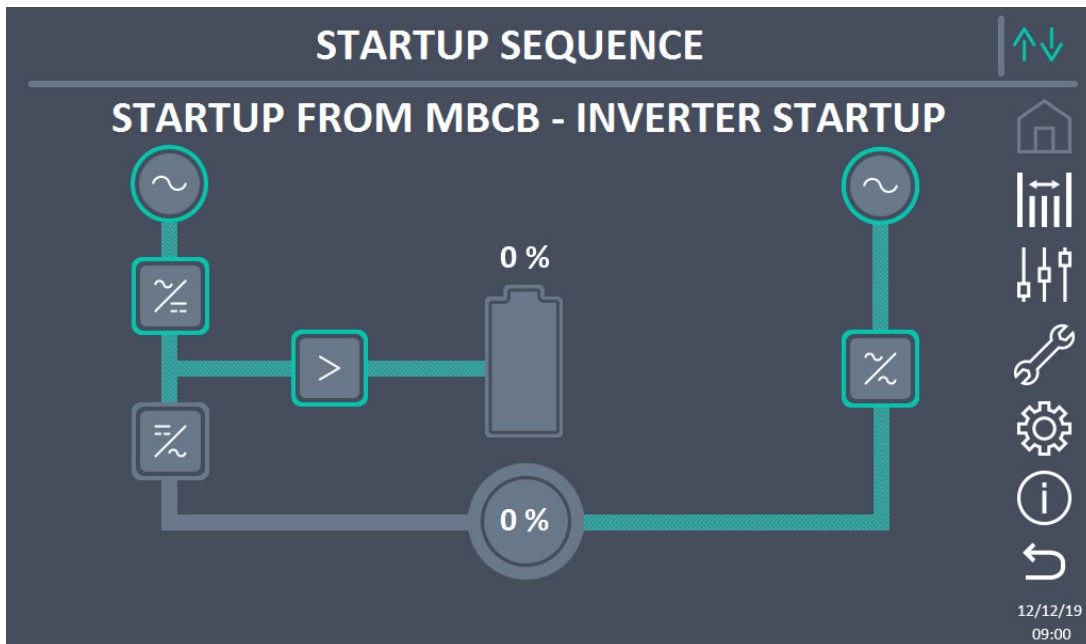 STARTUP SEQUENCE
STARTUP FROM MBCB - INVERTER STARTUP
0 %
0 %
12/12/19
09:00